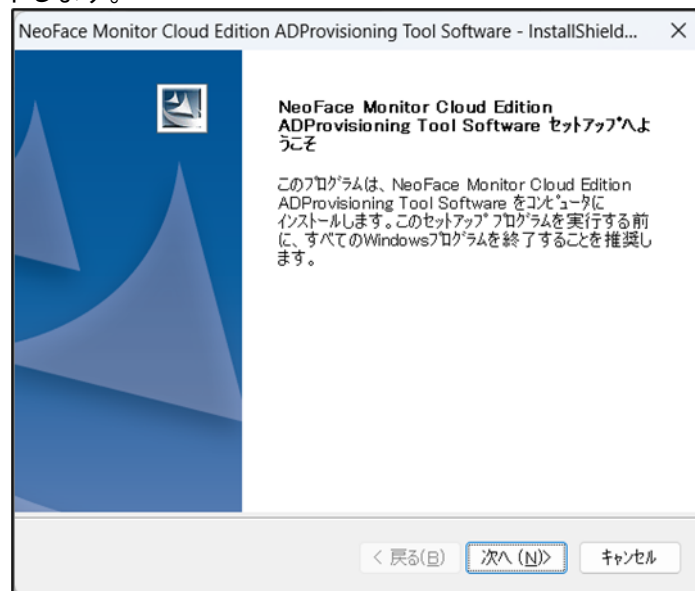 します。
NeoFace Monitor Cloud Edition ADProvisioning Tool Software - InstallShield...
NeoFace Monitor Cloud Edition
ADProvisioning Tool Software セットアップへよ
うこそ
このプログラムは、NeoFace Monitor Cloud Edition
ADProvisioning Tool Software をコンピュータに
インストールします。このセットアップ プログラムを実行する前
に、すべてのWindowsプログラムを終了することを推奨し
ます。
< 戻る(B)
次へ (N)>
キャンセル